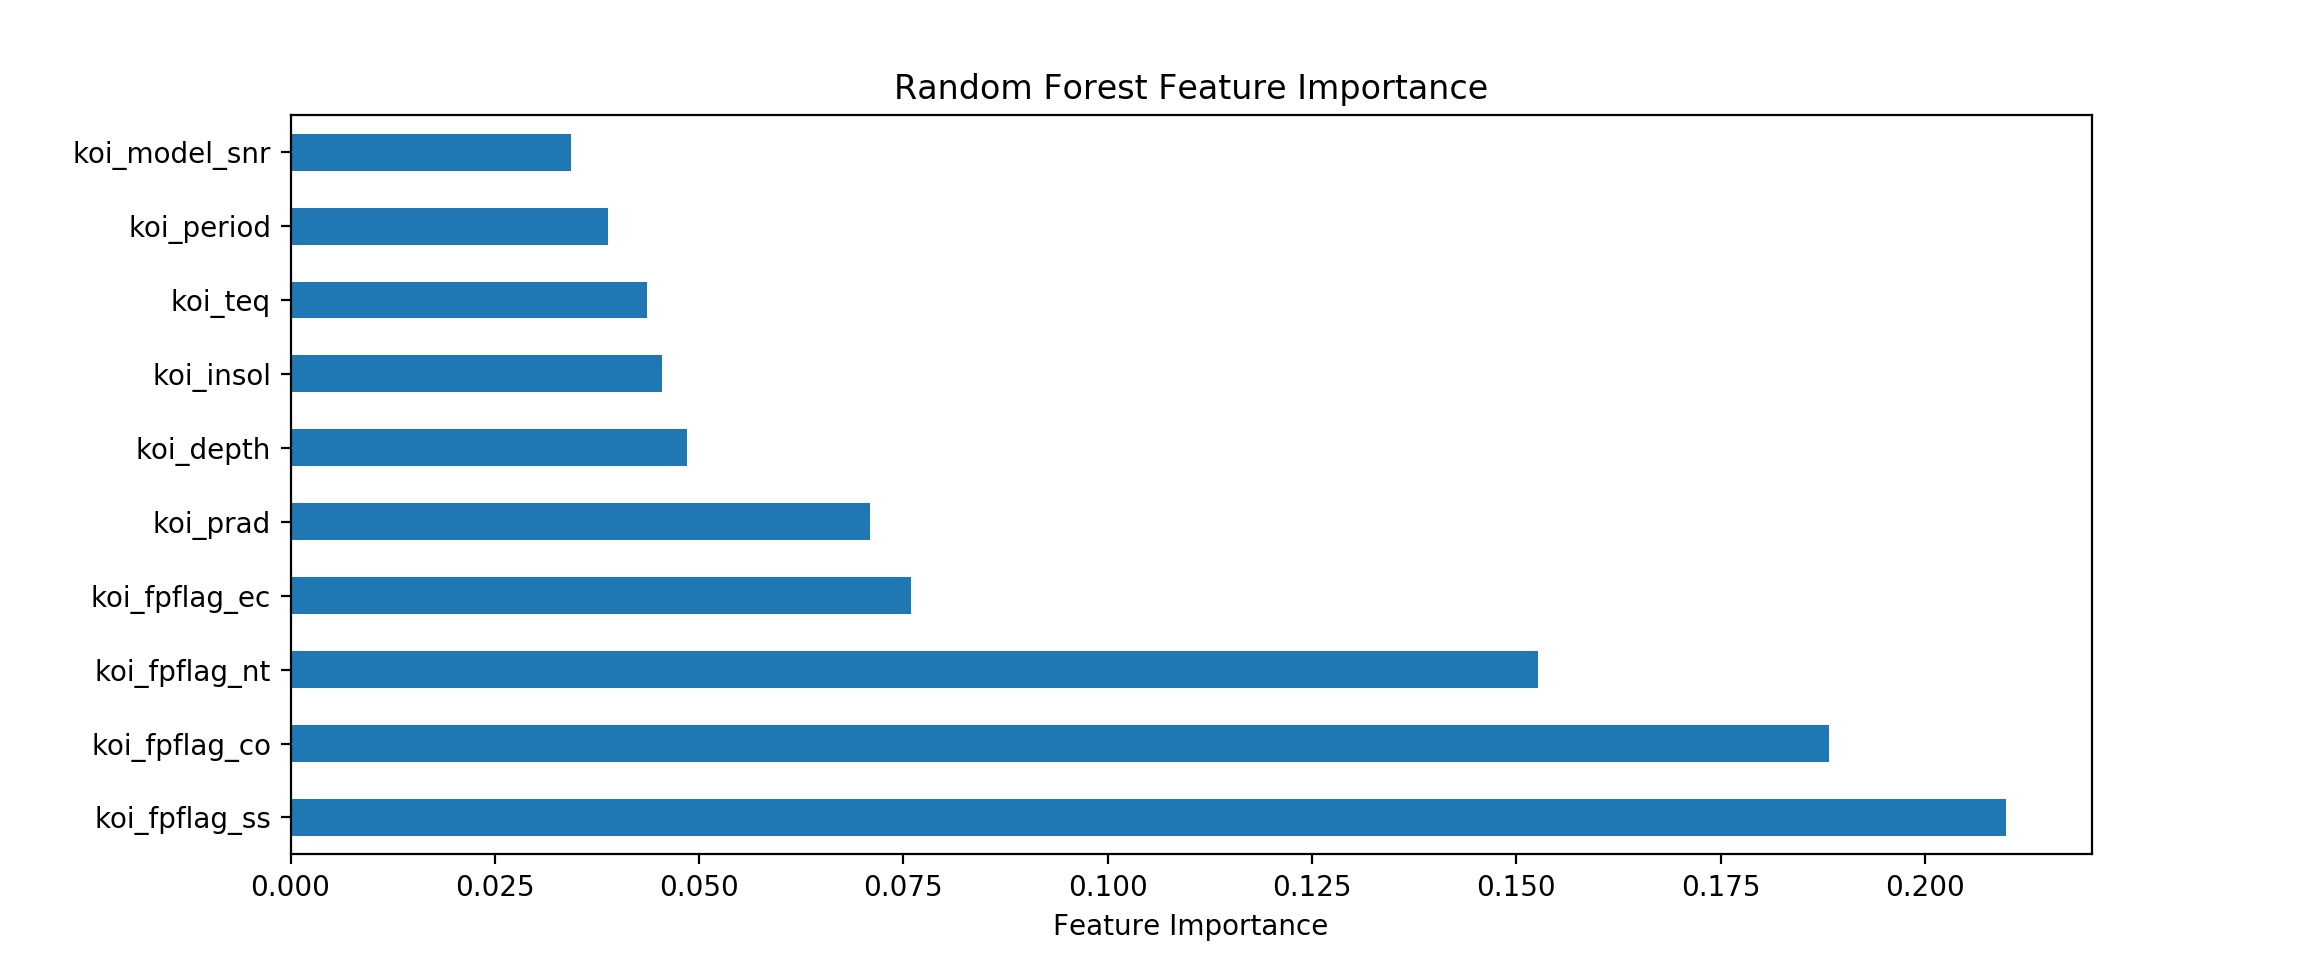 Random Forest Feature Importance
koi_model_snr
koi_period
koi_teq
koi_insol
koi_depth
koi_prad
koi_fpflag_ec
koi_fpflag_nt
koi_fpflag_co
koi_fpflag_ss
0.000 0.025 0.050 0.075 0.100 0.125 0.150 0.175 0.200
Feature Importance